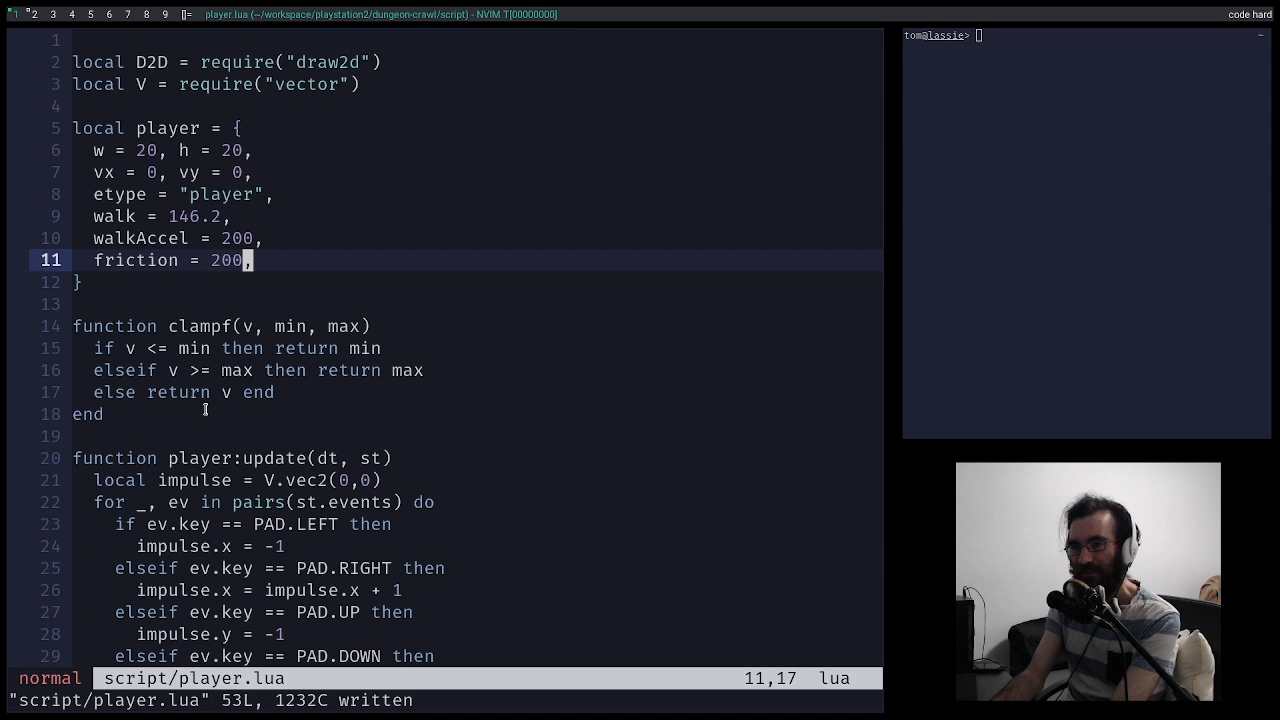 1 2 3 4 5 6 7 8 9 []= player.lua (~/workspace/playstation2/dungeon-crawl/script) - NVIM T[00000000] code hard
1
2 local D2D = require("draw2d")
3 local V = require("vector")
4
5 local player = {
6 w = 20, h = 20,
7 vx = 0, vy = 0,
8 etype = "player",
9 walk = 146.2,
10 walkAccel = 200,
11 friction = 200,
12 }
13
14 function clampf(v, min, max)
15 if v <= min then return min
16 elseif v >= max then return max
17 else return v end
18 end
19
20 function player:update(dt, st)
21 local impulse = V.vec2(0,0)
22 for _, ev in pairs(st.events) do
23 if ev.key == PAD.LEFT then
24 impulse.x = -1
25 elseif ev.key == PAD.RIGHT then
26 impulse.x = impulse.x + 1
27 elseif ev.key == PAD.UP then
28 impulse.y = -1
29 elseif ev.key == PAD.DOWN then
normal script/player.lua 11,17 lua
"script/player.lua" 53L, 1232C written
tom@lassie> ~